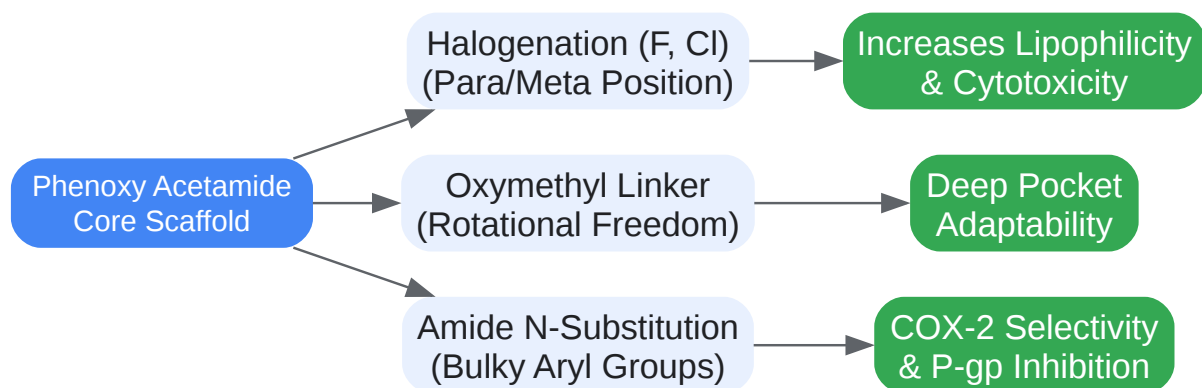 Phenoxy Acetamide
Core Scaffold
Halogenation (F, Cl)
(Para/Meta Position)
Increases Lipophilicity
& Cytotoxicity
Oxymethyl Linker
(Rotational Freedom)
Deep Pocket
Adaptability
Amide N-Substitution
(Bulky Aryl Groups)
COX-2 Selectivity
& P-gp Inhibition